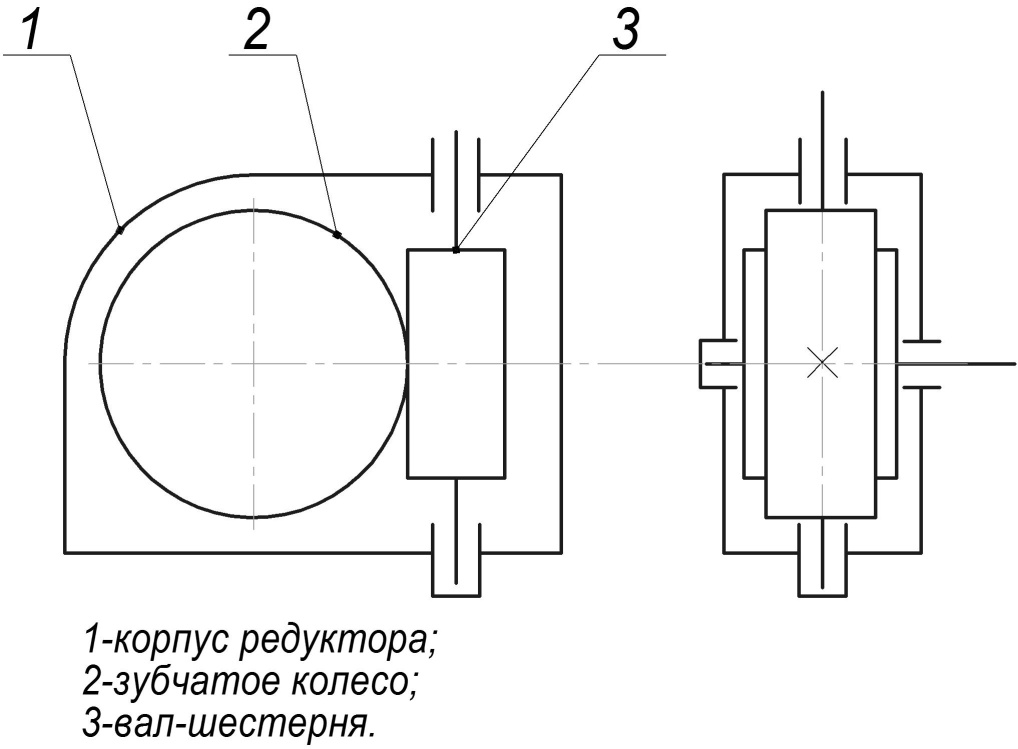 1 2 3
1-корпус редуктора;
2-зубчатое колесо;
3-вал-шестерня.